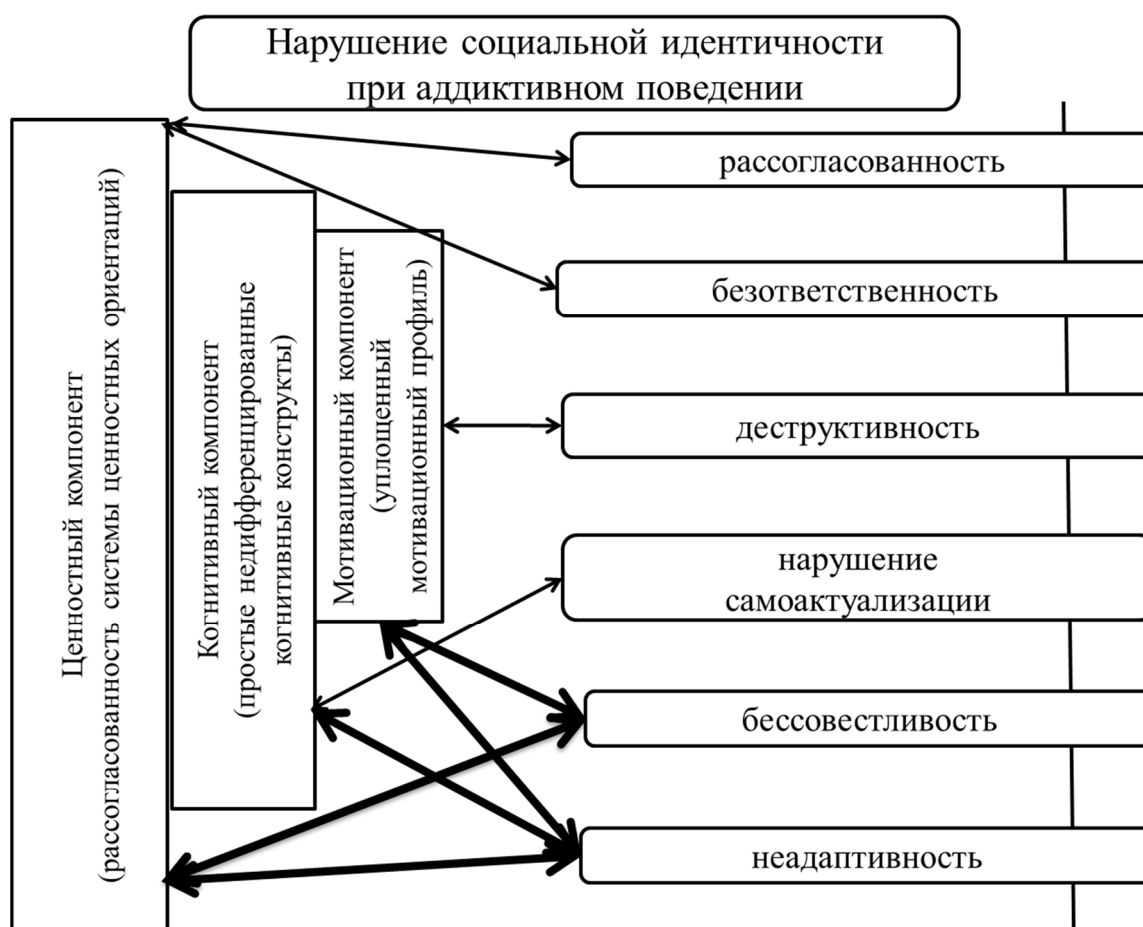 Нарушение социальной идентичности
при аддиктивном поведении
Ценностный компонент
(рассогласованность системы ценностных ориентаций)
Когнитивный компонент
(простые недифференцированные
когнитивные конструкты)
Мотивационный компонент
(уплощенный
мотивационный профиль)
рассогласованность
безответственность
деструктивность
нарушение
самоактуализации
бессовестливость
неадаптивность